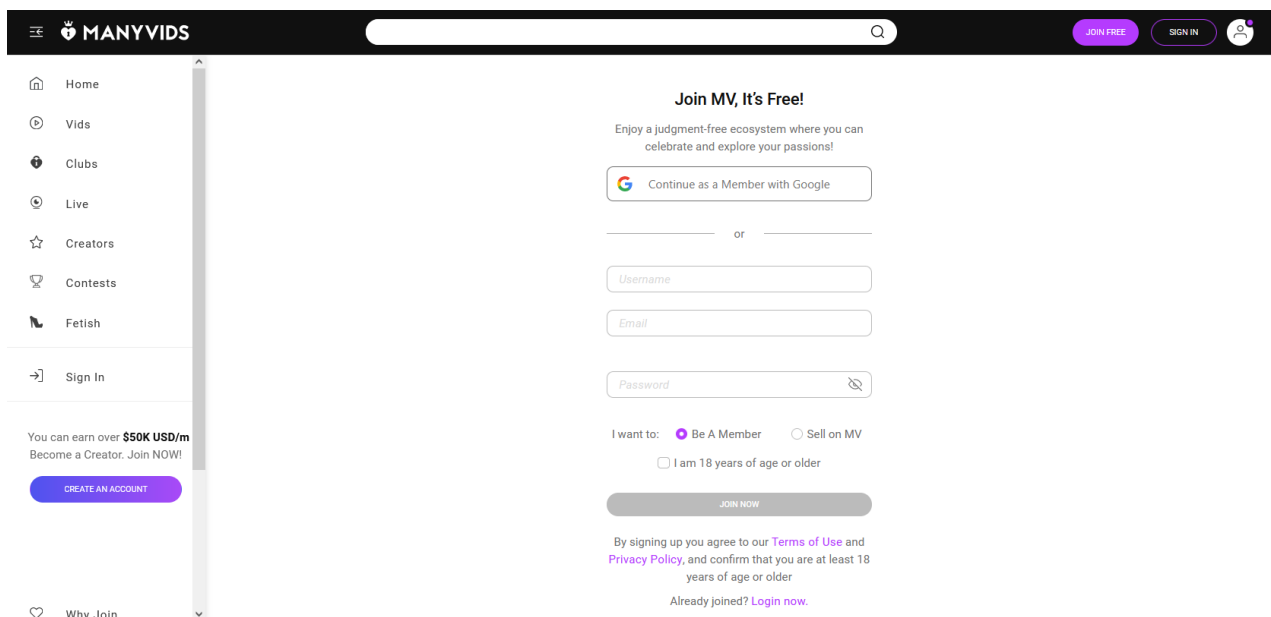 MANYVIDS
JOIN FREE
SIGN IN
Home
Vids
Clubs
Live
Creators
Contests
Fetish
Sign In
You can earn over $50K USD/m
Become a Creator. Join NOW!
CREATE AN ACCOUNT
Why Join
Join MV, It's Free!
Enjoy a judgment-free ecosystem where you can
celebrate and explore your passions!
Continue as a Member with Google
or
Username
Email
Password
I want to: Be A Member Sell on MV
I am 18 years of age or older
JOIN NOW
By signing up you agree to our Terms of Use and
Privacy Policy, and confirm that you are at least 18
years of age or older
Already joined? Login now.